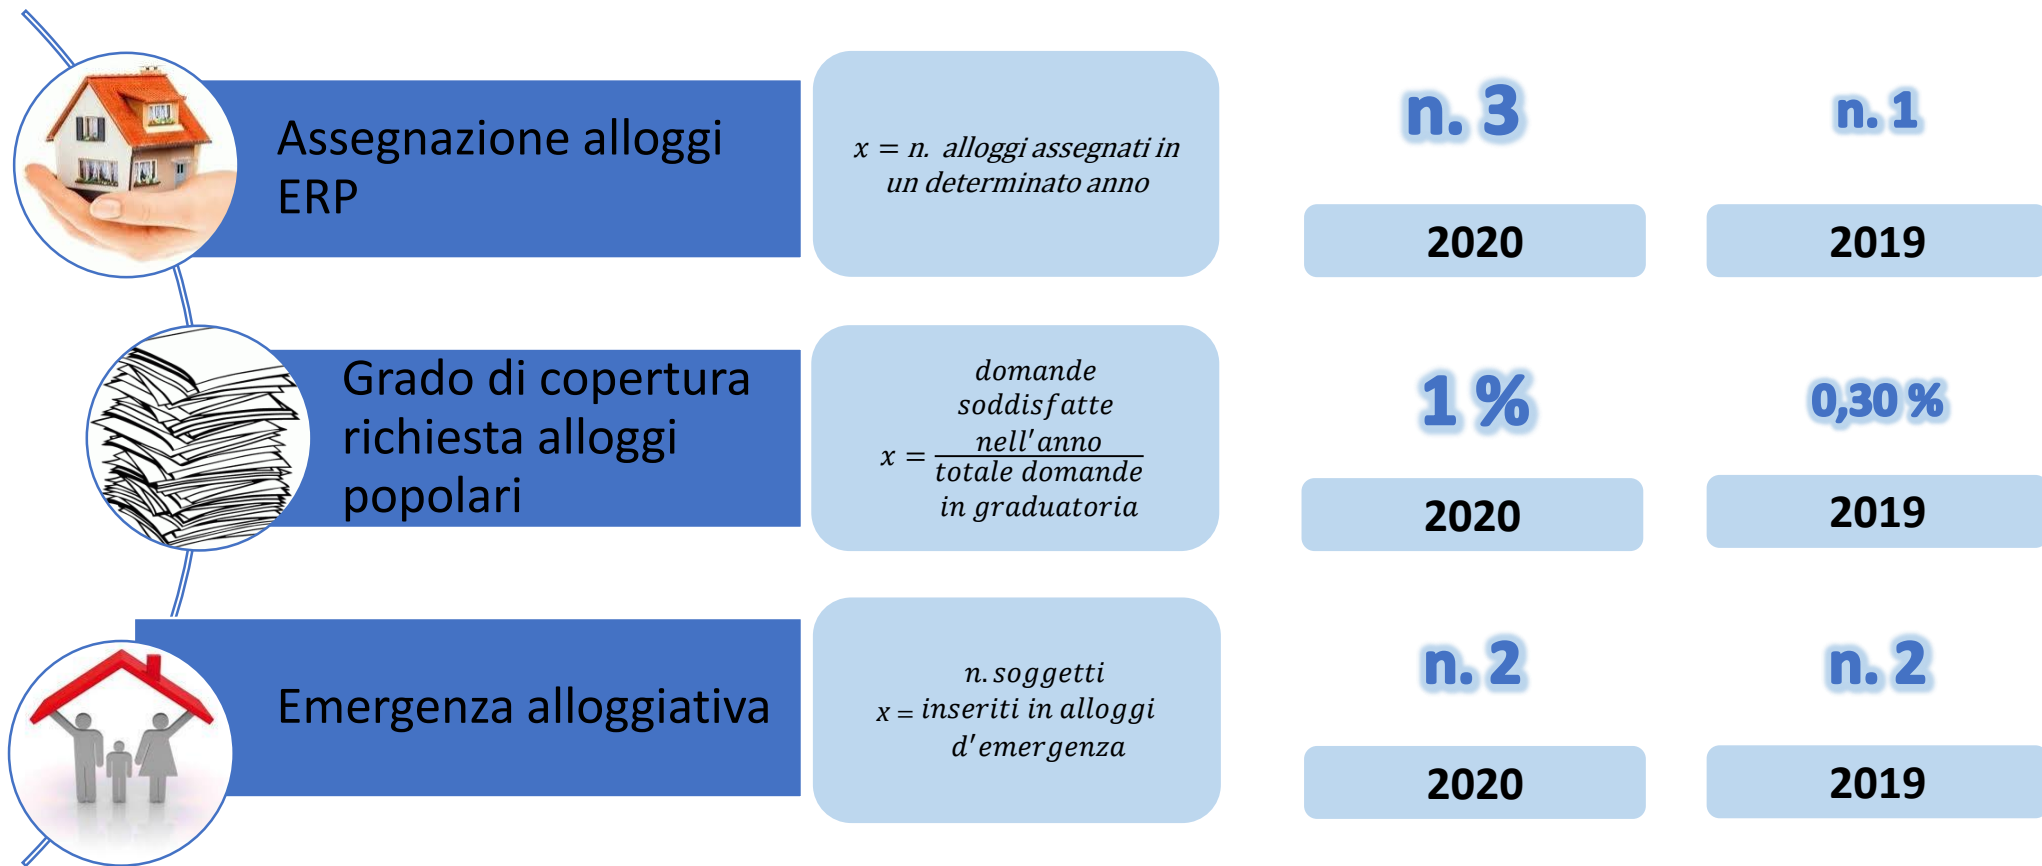 Assegnazione alloggi
ERP
x = n. alloggi assegnati in
un determinato anno
n. 3
2020
n. 1
2019
Grado di copertura
richiesta alloggi
popolari
domande
soddisfatte
nell'anno
x =
totale domande
in graduatoria
1 %
2020
0,30 %
2019
Emergenza alloggiativa
n. soggetti
x = inseriti in alloggi
d'emergenza
n. 2
2020
n. 2
2019